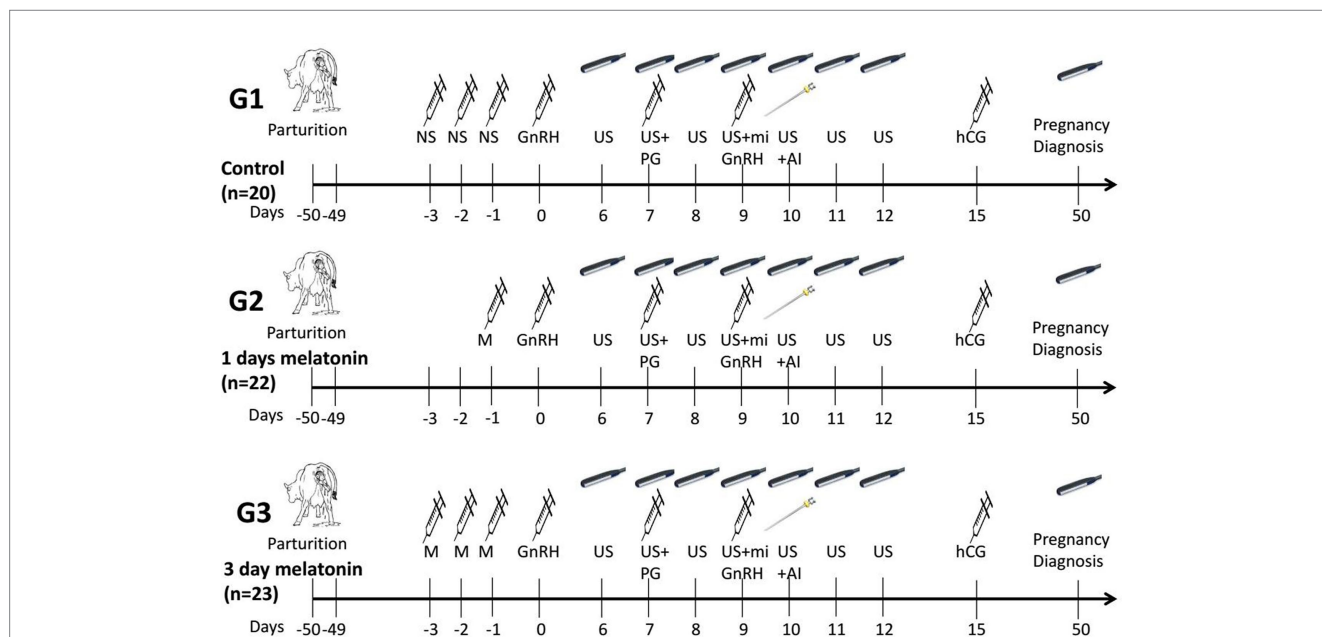 G1
Parturition
NS NS NS GnRH US US+ US US+mi US US US hCG Pregnancy
PG GnRH +AI Diagnosis
Control
(n=20)
Days -50 -49 -3 -2 -1 0 6 7 8 9 10 11 12 15 50
G2
Parturition
M GnRH US US+ US US+mi US US US hCG Pregnancy
PG GnRH +AI Diagnosis
1 days melatonin
(n=22)
Days -50 -49 -3 -2 -1 0 6 7 8 9 10 11 12 15 50
G3
Parturition
M M M GnRH US US+ US US+mi US US US hCG Pregnancy
PG GnRH +AI Diagnosis
3 day melatonin
(n=23)
Days -50 -49 -3 -2 -1 0 6 7 8 9 10 11 12 15 50